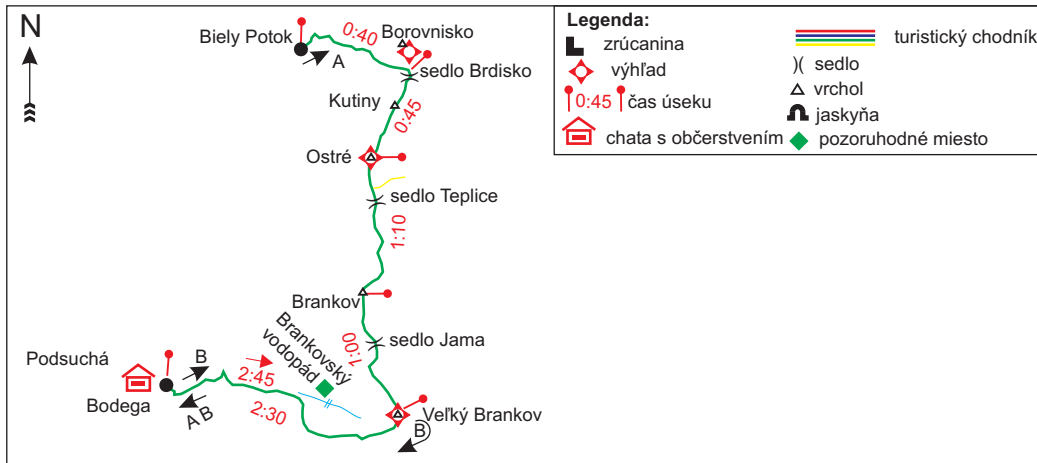 N
Biely Potok
A
0:40
Borovnisko
sedlo Brdisko
Kutiny
0:45
Ostré
sedlo Teplice
1:10
Brankov
sedlo Jama
1:00
Brankovský
vodopád
Podsuchá
B
2:45
Bodega
A B
2:30
Veľký Brankov
B
Legenda:
zrúcanina
výhľad
0:45 čas úseku
chata s občerstvením
turistický chodník
sedlo
vrchol
jaskyňa
pozoruhodné miesto